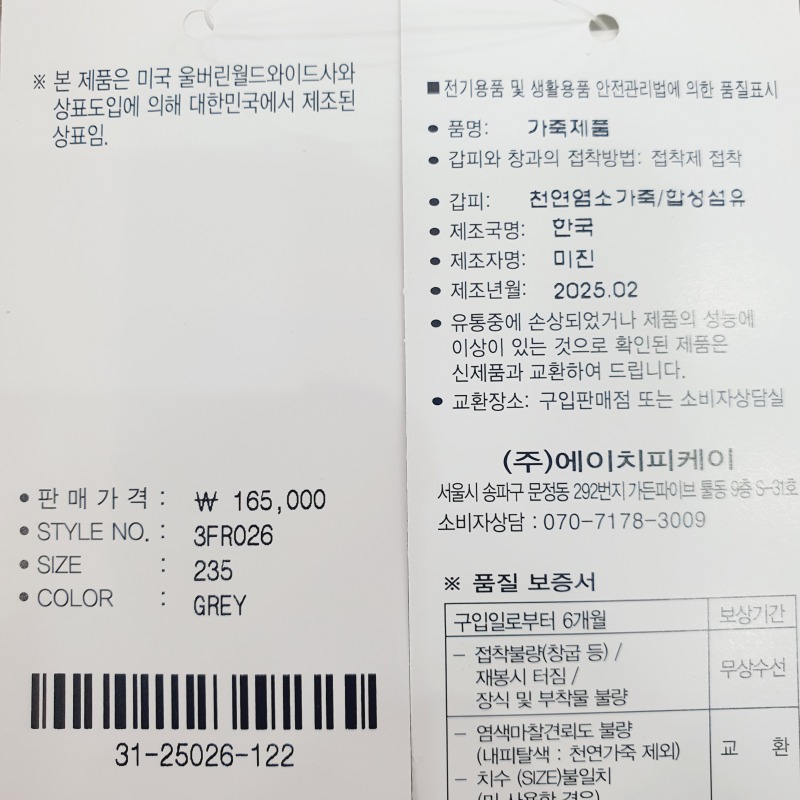 ※ 본 제품은 미국 울버린월드와이드사와
상표도입에 의해 대한민국에서 제조된
상표임.
• 판 매 가 격 : ₩ 165,000
• STYLE NO. : 3FR026
• SIZE : 235
• COLOR : GREY
31-25026-122
■ 전기용품 및 생활용품 안전관리법에 의한 품질표시
• 품명: 가죽제품
• 갑피와 창과의 접착방법: 접착제 접착
• 갑피: 천연염소가죽/합성섬유
• 제조국명: 한국
• 제조자명: 미진
• 제조년월: 2025.02
• 유통중에 손상되었거나 제품의 성능에
이상이 있는 것으로 확인된 제품은
신제품과 교환하여 드립니다.
• 교환장소: 구입판매점 또는 소비자상담실
(주)에이치피케이
서울시 송파구 문정동 292번지 가든파이브 툴동 9층 S-31호
소비자상담 : 070-7178-3009
※ 품질 보증서
구입일로부터 6개월 보상기간
- 접착불량(창굽 등) /
재봉시 터짐 /
장식 및 부착물 불량
무상수선
- 염색마찰견뢰도 불량
(내피탈색 : 천연가죽 제외)
교 환
- 치수 (SIZE)불일치
(미 사용한 경우)